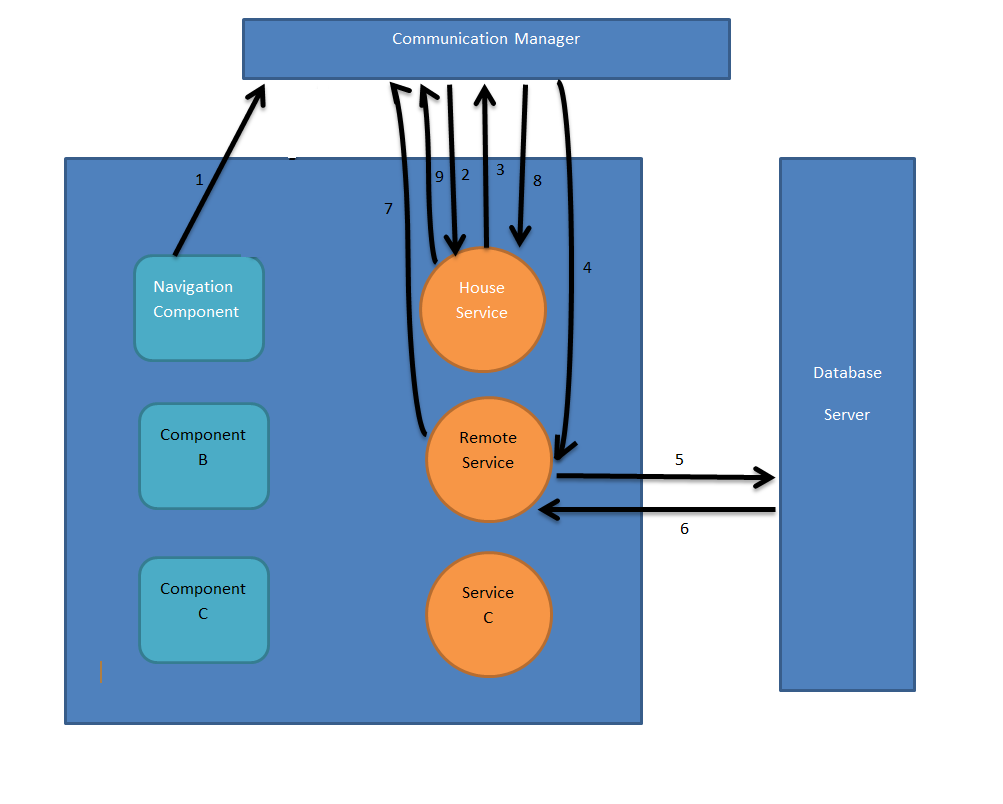 Communication Manager
1
9
2
3
8
7
4
Navigation
Component
House
Service
Database
Server
Component
B
Remote
Service
5
6
Component
C
Service
C